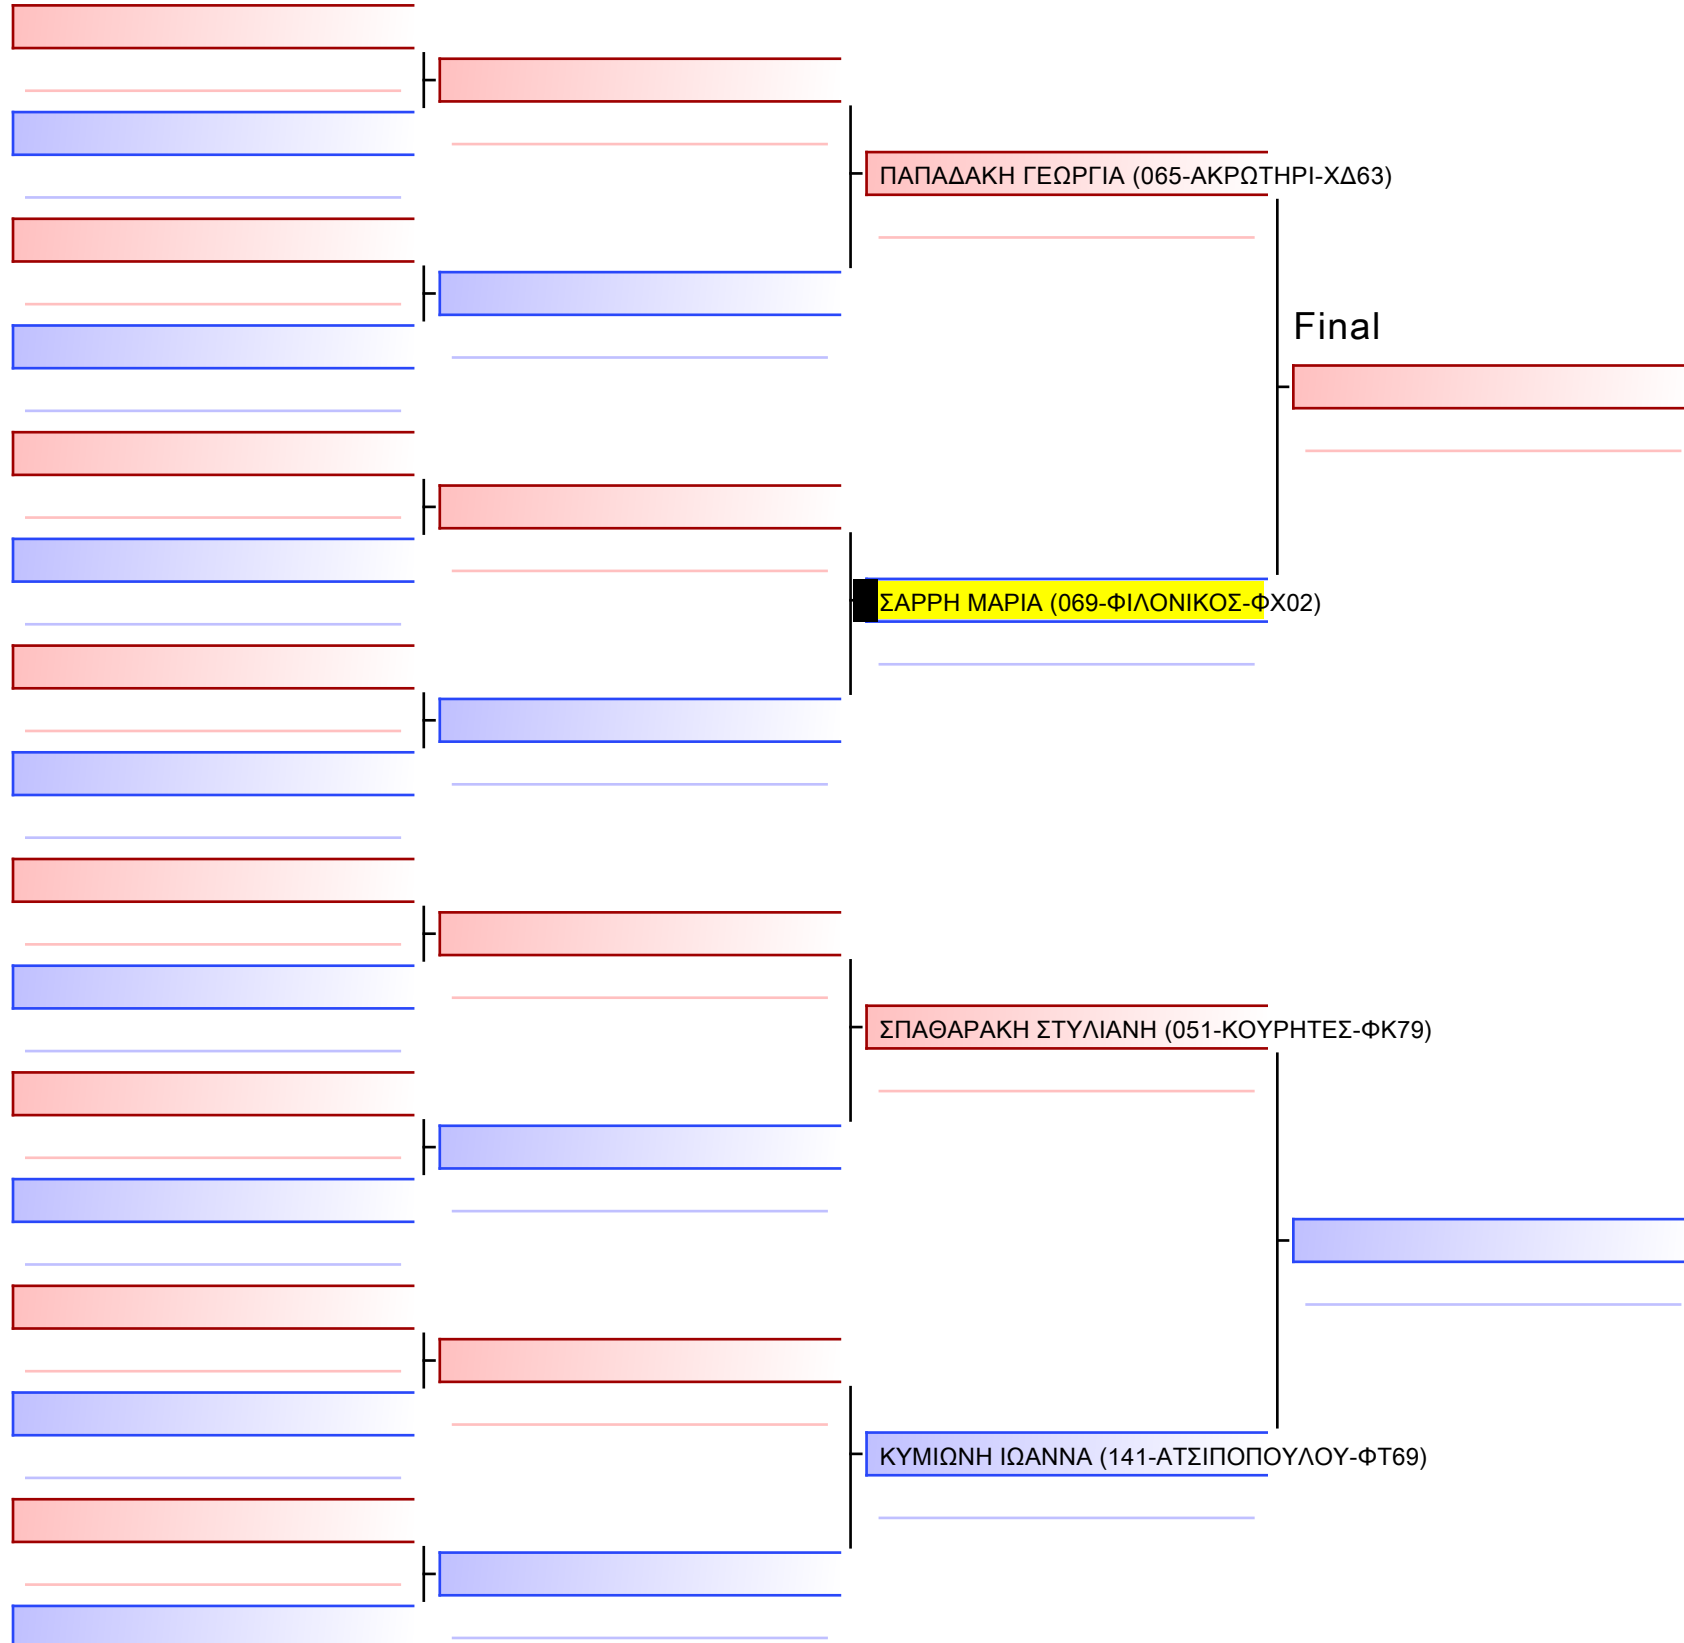 ΠΑΠΑΔΑΚΗ ΓΕΩΡΓΙΑ (065-ΑΚΡΩΤΗΡΙ-ΧΔ63)
Final
ΣΑΡΡΗ ΜΑΡΙΑ (069-ΦΙΛΟΝΙΚΟΣ-ΦΧ02)
ΣΠΑΘΑΡΑΚΗ ΣΤΥΛΙΑΝΗ (051-ΚΟΥΡΗΤΕΣ-ΦΚ79)
ΚΥΜΙΩΝΗ ΙΩΑΝΝΑ (141-ΑΤΣΙΠΟΠΟΥΛΟΥ-ΦΤ69)